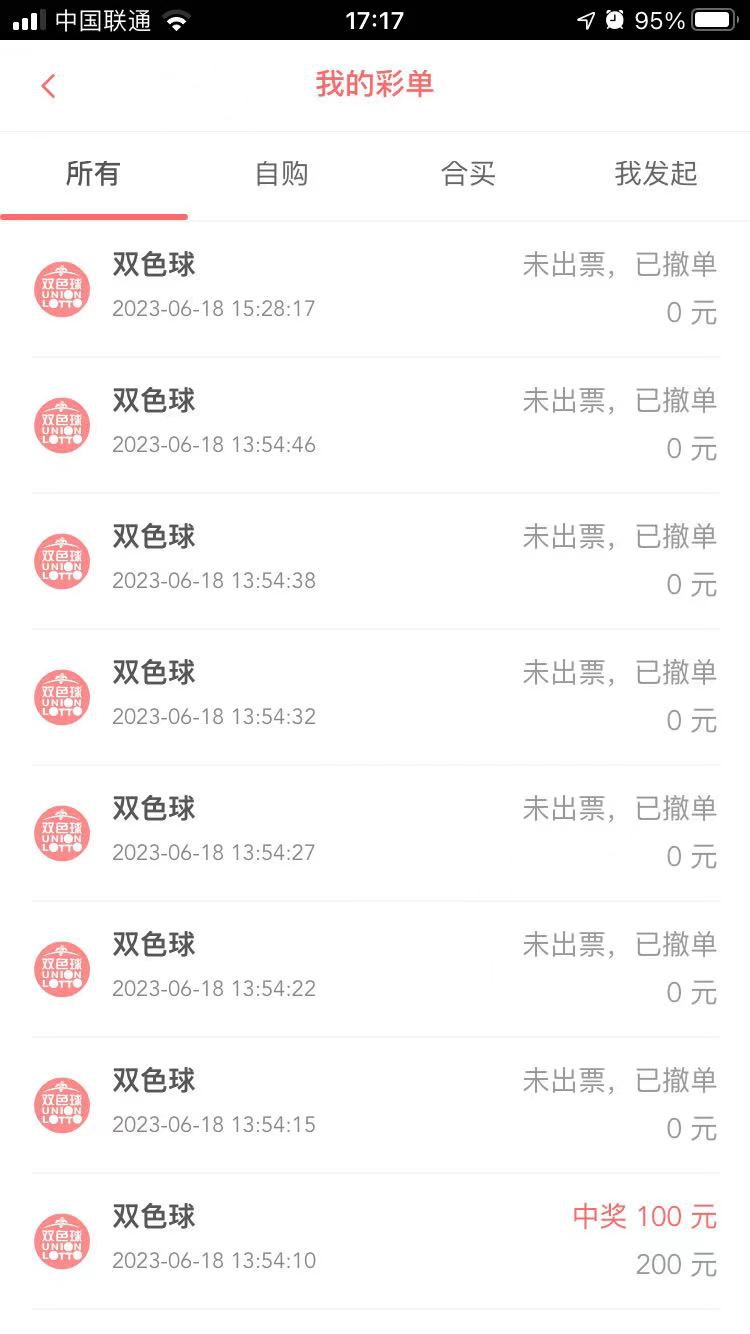 中国联通 17:17 95%
我的彩单
所有 自购 合买 我发起
双色球 未出票，已撤单
双色球 UNION LOTTO 2023-06-18 15:28:17 0 元
双色球 未出票，已撤单
双色球 UNION LOTTO 2023-06-18 13:54:46 0 元
双色球 未出票，已撤单
双色球 UNION LOTTO 2023-06-18 13:54:38 0 元
双色球 未出票，已撤单
双色球 UNION LOTTO 2023-06-18 13:54:32 0 元
双色球 未出票，已撤单
双色球 UNION LOTTO 2023-06-18 13:54:27 0 元
双色球 未出票，已撤单
双色球 UNION LOTTO 2023-06-18 13:54:22 0 元
双色球 未出票，已撤单
双色球 UNION LOTTO 2023-06-18 13:54:15 0 元
双色球 中奖 100 元
双色球 UNION LOTTO 2023-06-18 13:54:10 200 元